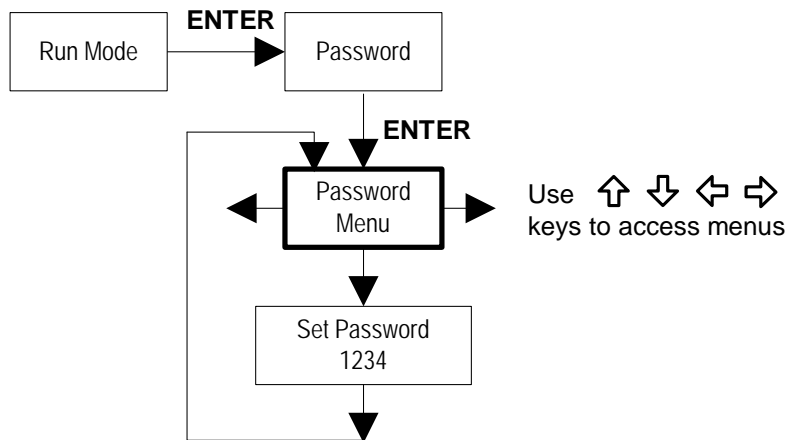 ENTER
Run Mode
Password
ENTER
Password
Menu
Use ⇧ ⇩ ⇦ ⇨
keys to access menus
Set Password
1234